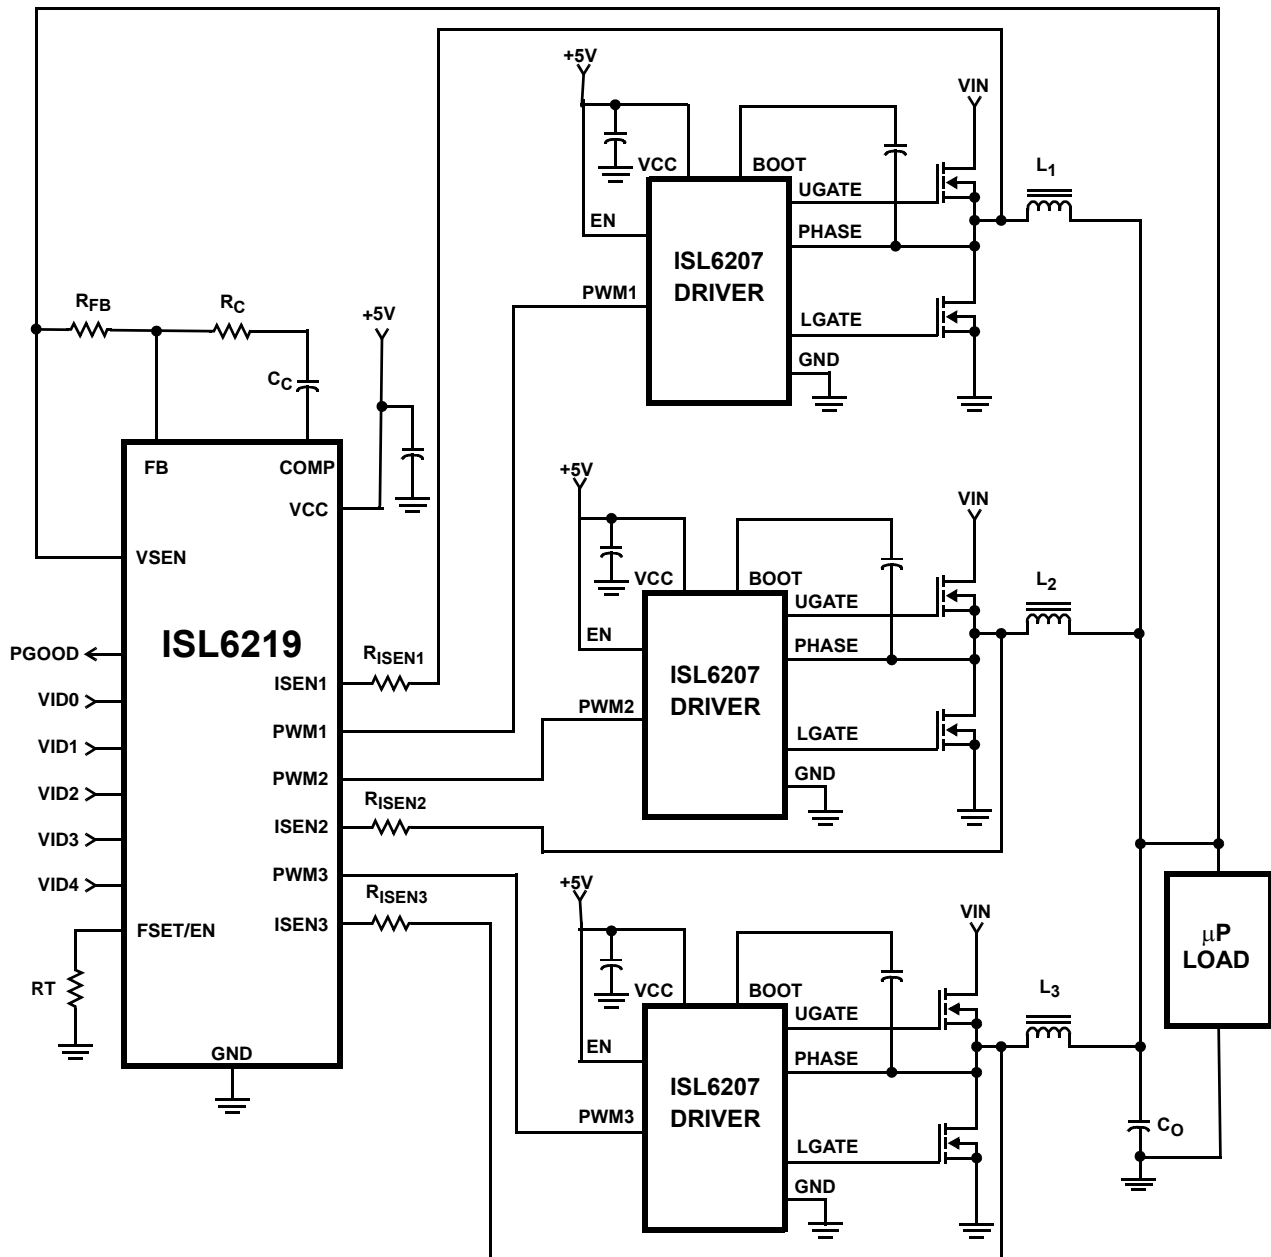 +5V
VIN
VCC
BOOT
UGATE
L1
EN
PHASE
ISL6207
DRIVER
PWM1
LGATE
GND
RFB
RC
+5V
CC
FB
COMP
VCC
VSEN
ISL6219
PGOOD
VID0
VID1
VID2
VID3
VID4
FSET/EN
RT
GND
ISEN1
RISEN1
PWM1
PWM2
ISEN2
RISEN2
PWM3
ISEN3
RISEN3
+5V
VIN
VCC
BOOT
UGATE
L2
EN
PHASE
ISL6207
DRIVER
PWM2
LGATE
GND
+5V
VIN
VCC
BOOT
UGATE
L3
EN
PHASE
ISL6207
DRIVER
PWM3
LGATE
GND
μP
LOAD
CO